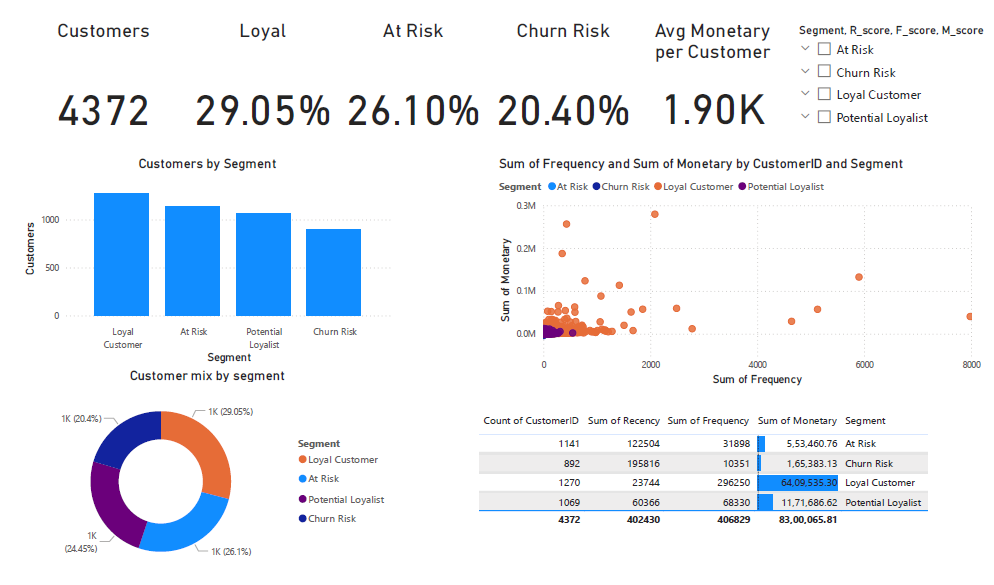 Customers
Loyal
At Risk
Churn Risk
Avg Monetary
per Customer
4372
29.05%
26.10%
20.40%
1.90K
Segment, R_score, F_score, M_score
At Risk
Churn Risk
Loyal Customer
Potential Loyalist
Customers by Segment
Customers
1000
500
0
Loyal
Customer
At Risk
Potential
Loyalist
Churn Risk
Segment
Sum of Frequency and Sum of Monetary by CustomerID and Segment
Segment At Risk Churn Risk Loyal Customer Potential Loyalist
Sum of Monetary
0.3M
0.2M
0.1M
0.0M
0 2000 4000 6000 8000
Sum of Frequency
Customer mix by segment
1K (20.4%)
1K (29.05%)
1K
(24.45%)
1K (26.1%)
Segment
Loyal Customer
At Risk
Potential Loyalist
Churn Risk
Count of CustomerID Sum of Recency Sum of Frequency Sum of Monetary Segment
1141 122504 31898 5,53,460.76 At Risk
892 195816 10351 1,65,383.13 Churn Risk
1270 23744 296250 64,09,535.30 Loyal Customer
1069 60366 68330 11,71,686.62 Potential Loyalist
4372 402430 406829 83,00,065.81